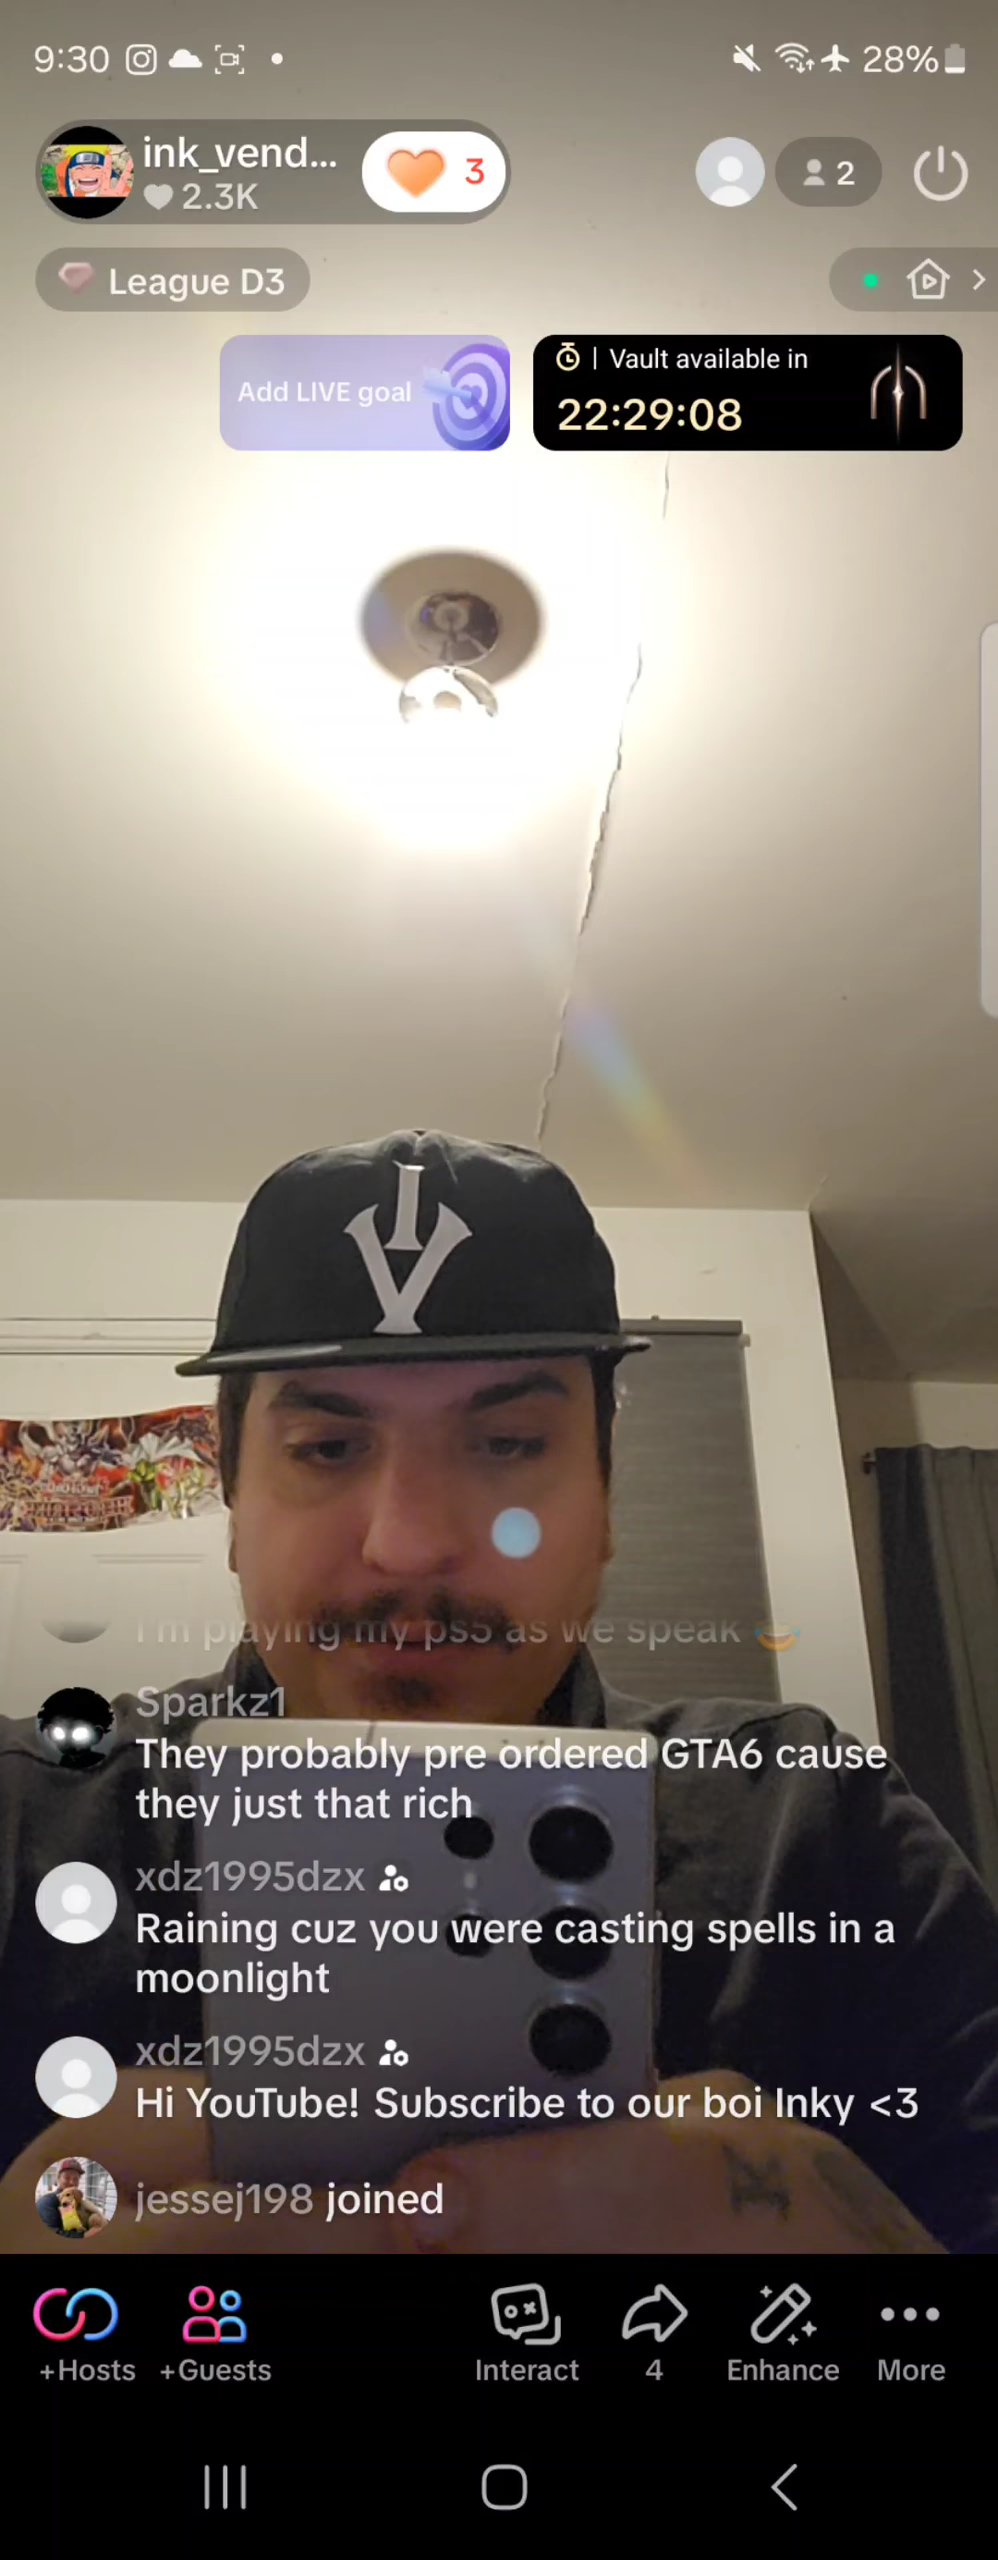 9:30
28%
ink_vend...
2.3K
3
2
League D3
Add LIVE goal
| Vault available in
22:29:08
IV
I'm playing my ps5 as we speak 😂
Sparkz1
They probably pre ordered GTA6 cause
they just that rich
xdz1995dzx
Raining cuz you were casting spells in a
moonlight
xdz1995dzx
Hi YouTube! Subscribe to our boi Inky <3
jessej198 joined
+Hosts
+Guests
Interact
4
Enhance
More